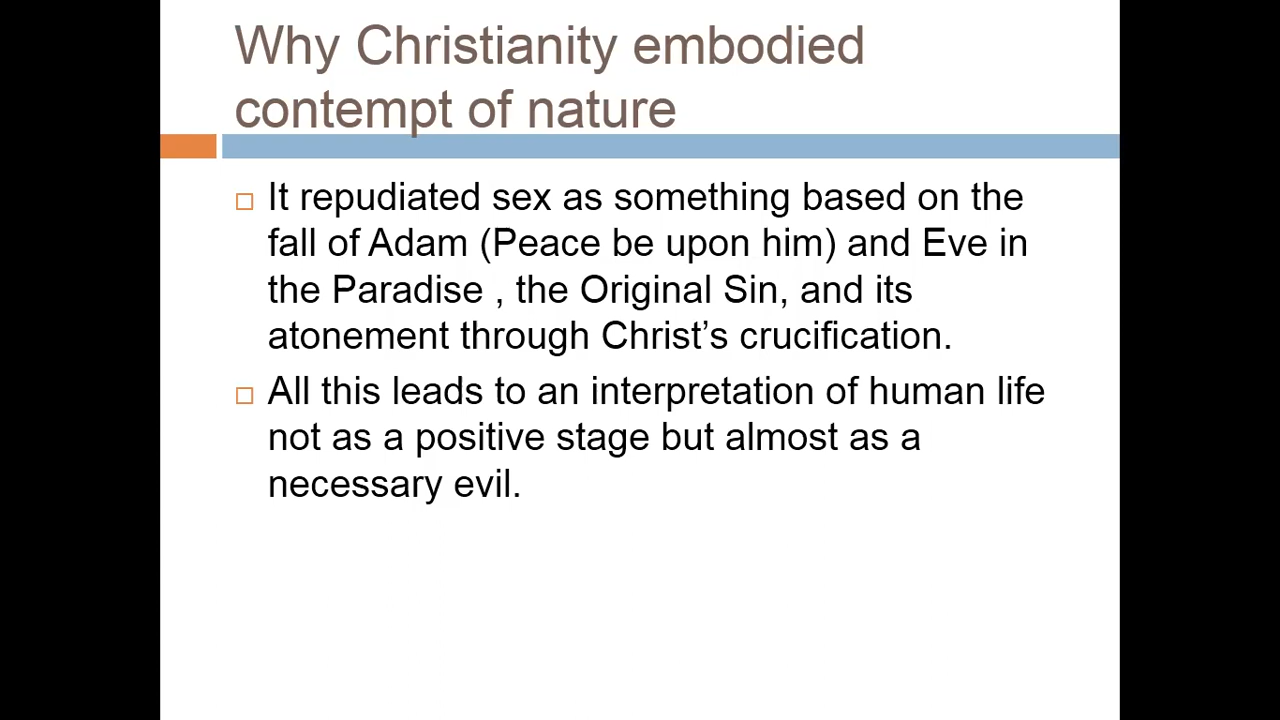 Why Christianity embodied
contempt of nature
It repudiated sex as something based on the
fall of Adam (Peace be upon him) and Eve in
the Paradise , the Original Sin, and its
atonement through Christ’s crucification.
All this leads to an interpretation of human life
not as a positive stage but almost as a
necessary evil.